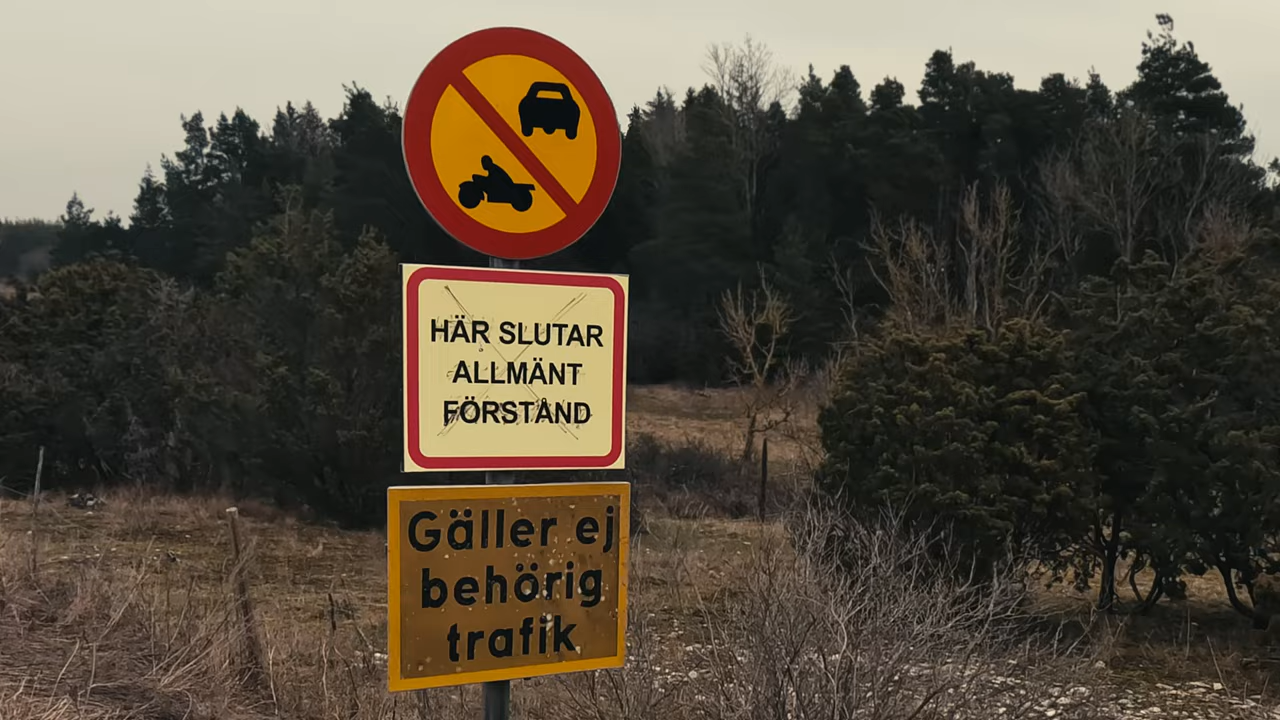 HÄR SLUTAR
ALLMÄNT
FÖRSTÅND
Gäller ej
behörig
trafik